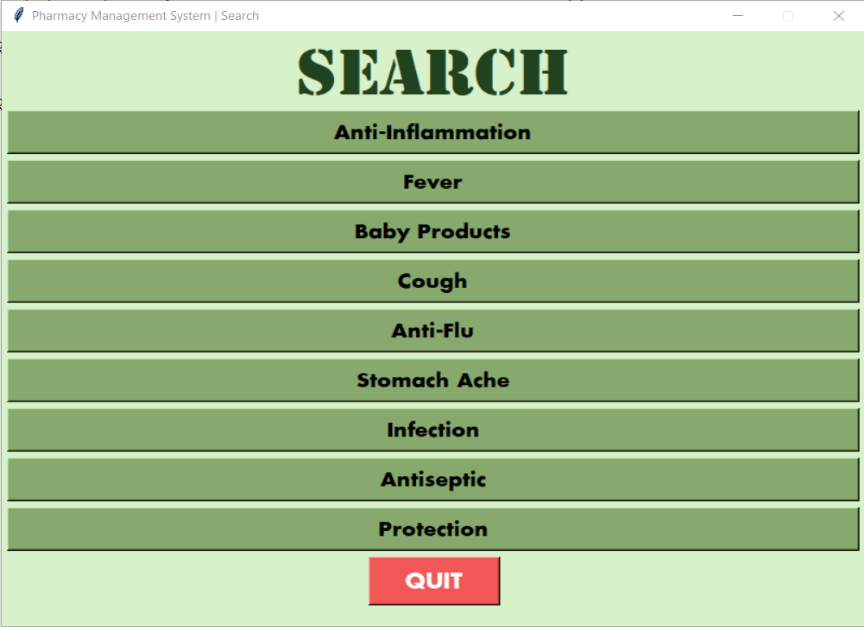 Pharmacy Management System | Search
SEARCH
Anti-Inflammation
Fever
Baby Products
Cough
Anti-Flu
Stomach Ache
Infection
Antiseptic
Protection
QUIT